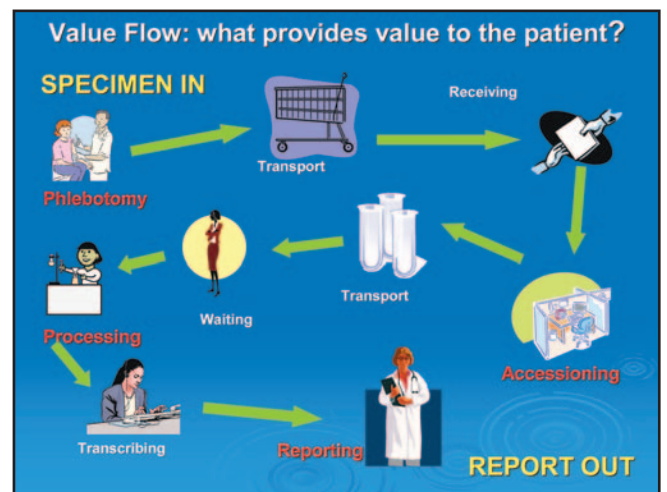 Value Flow: what provides value to the patient?
SPECIMEN IN
Receiving
Transport
Phlebotomy
Transport
Waiting
Processing
Accessioning
Transcribing
Reporting
REPORT OUT